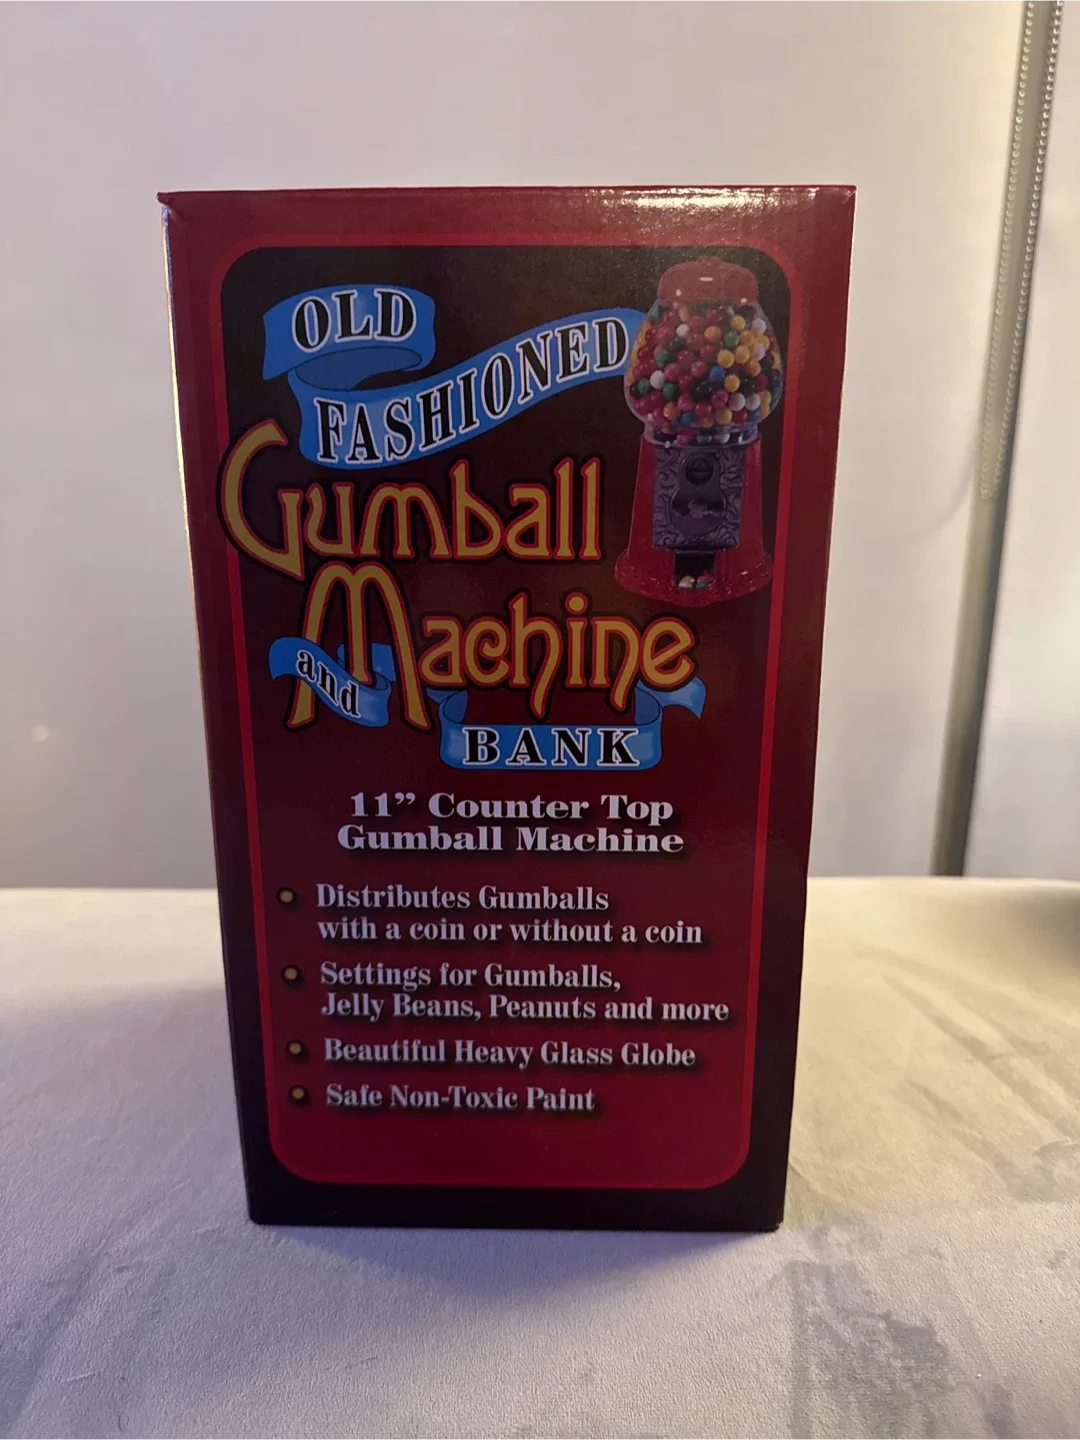 OLD
FASHIONED
Gumball
Machine
and
BANK
11” Counter Top
Gumball Machine
Distributes Gumballs
with a coin or without a coin
Settings for Gumballs,
Jelly Beans, Peanuts and more
Beautiful Heavy Glass Globe
Safe Non-Toxic Paint